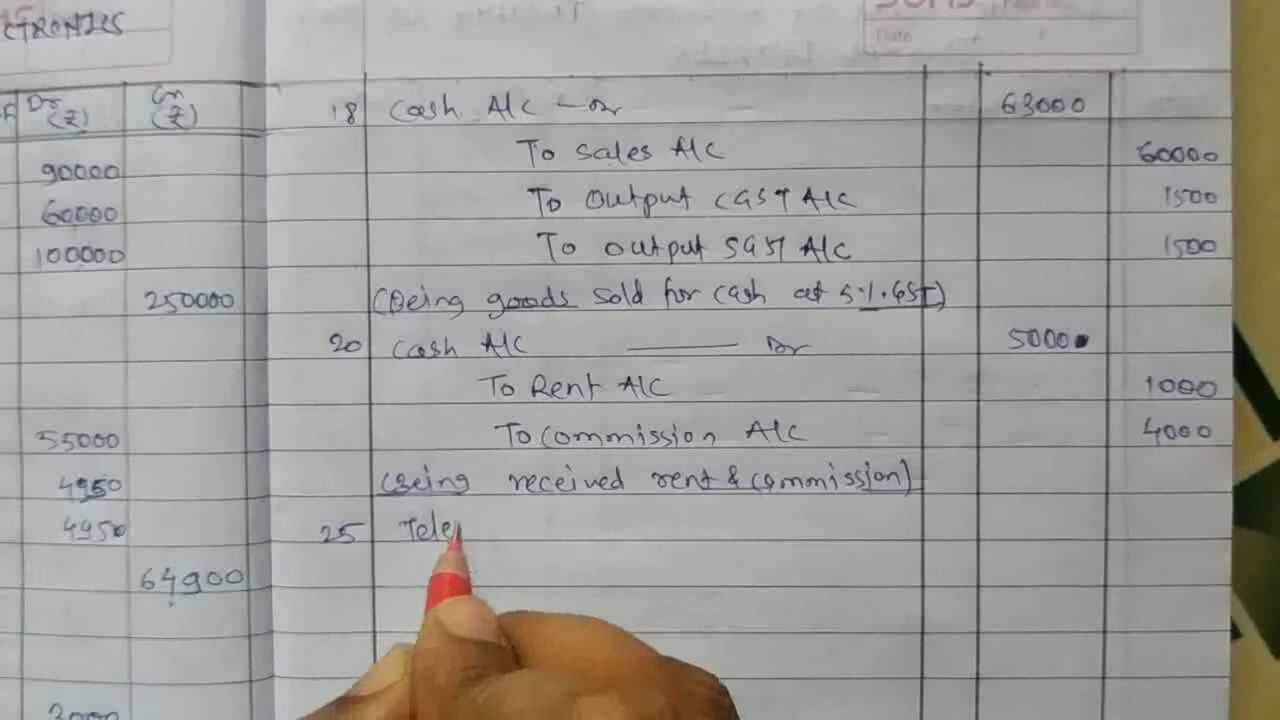 CTRONICS
Date
Dr (₹) Cr (₹)
90000
60000
100000
250000
55000
4950
4950
64900
18 Cash A/C - Dr 63000
To Sales A/C 60000
To Output CGST A/C 1500
To Output SGST A/C 1500
(Being goods sold for cash at 5%.GST)
20 Cash A/C Dr 5000
To Rent A/C 1000
To Commission A/C 4000
(Being received rent & Commission)
25 Tele